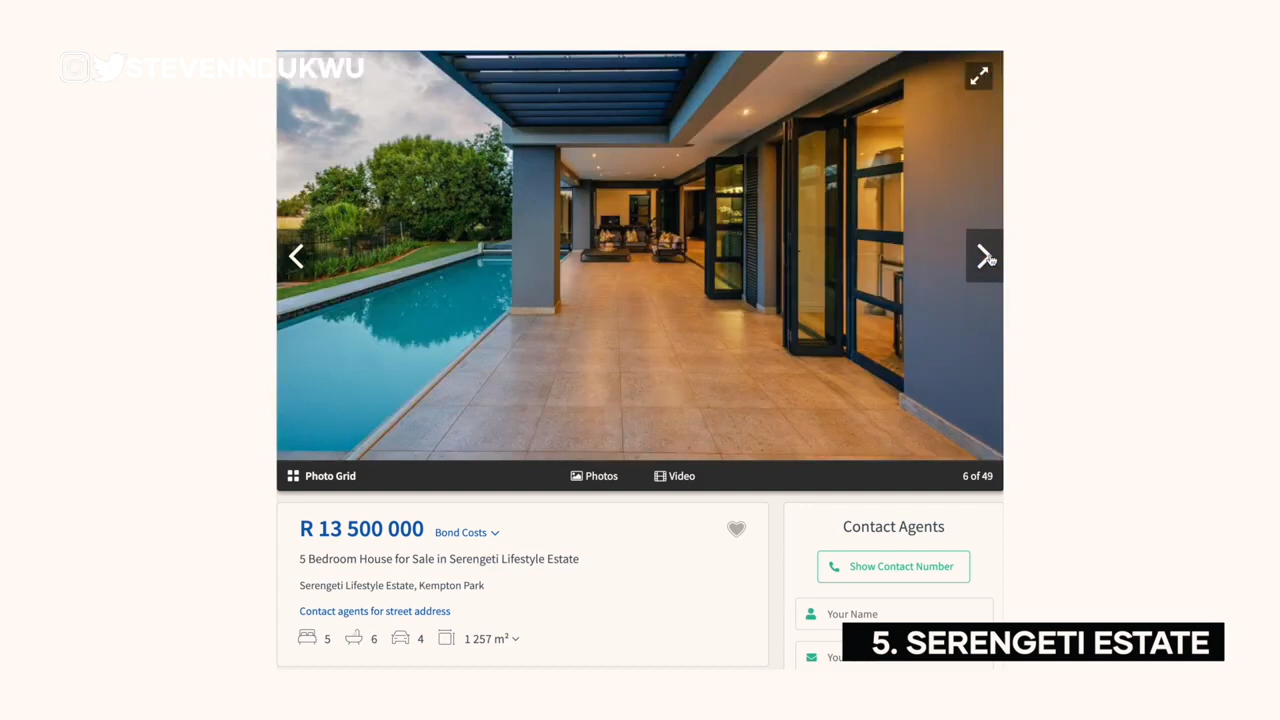 STEVENNDUKWU
Photo Grid
Photos
Video
6 of 49
R 13 500 000
Bond Costs
5 Bedroom House for Sale in Serengeti Lifestyle Estate
Serengeti Lifestyle Estate, Kempton Park
Contact agents for street address
5
6
4
1 257 m²
Contact Agents
Show Contact Number
Your Name
5. SERENGETI ESTATE